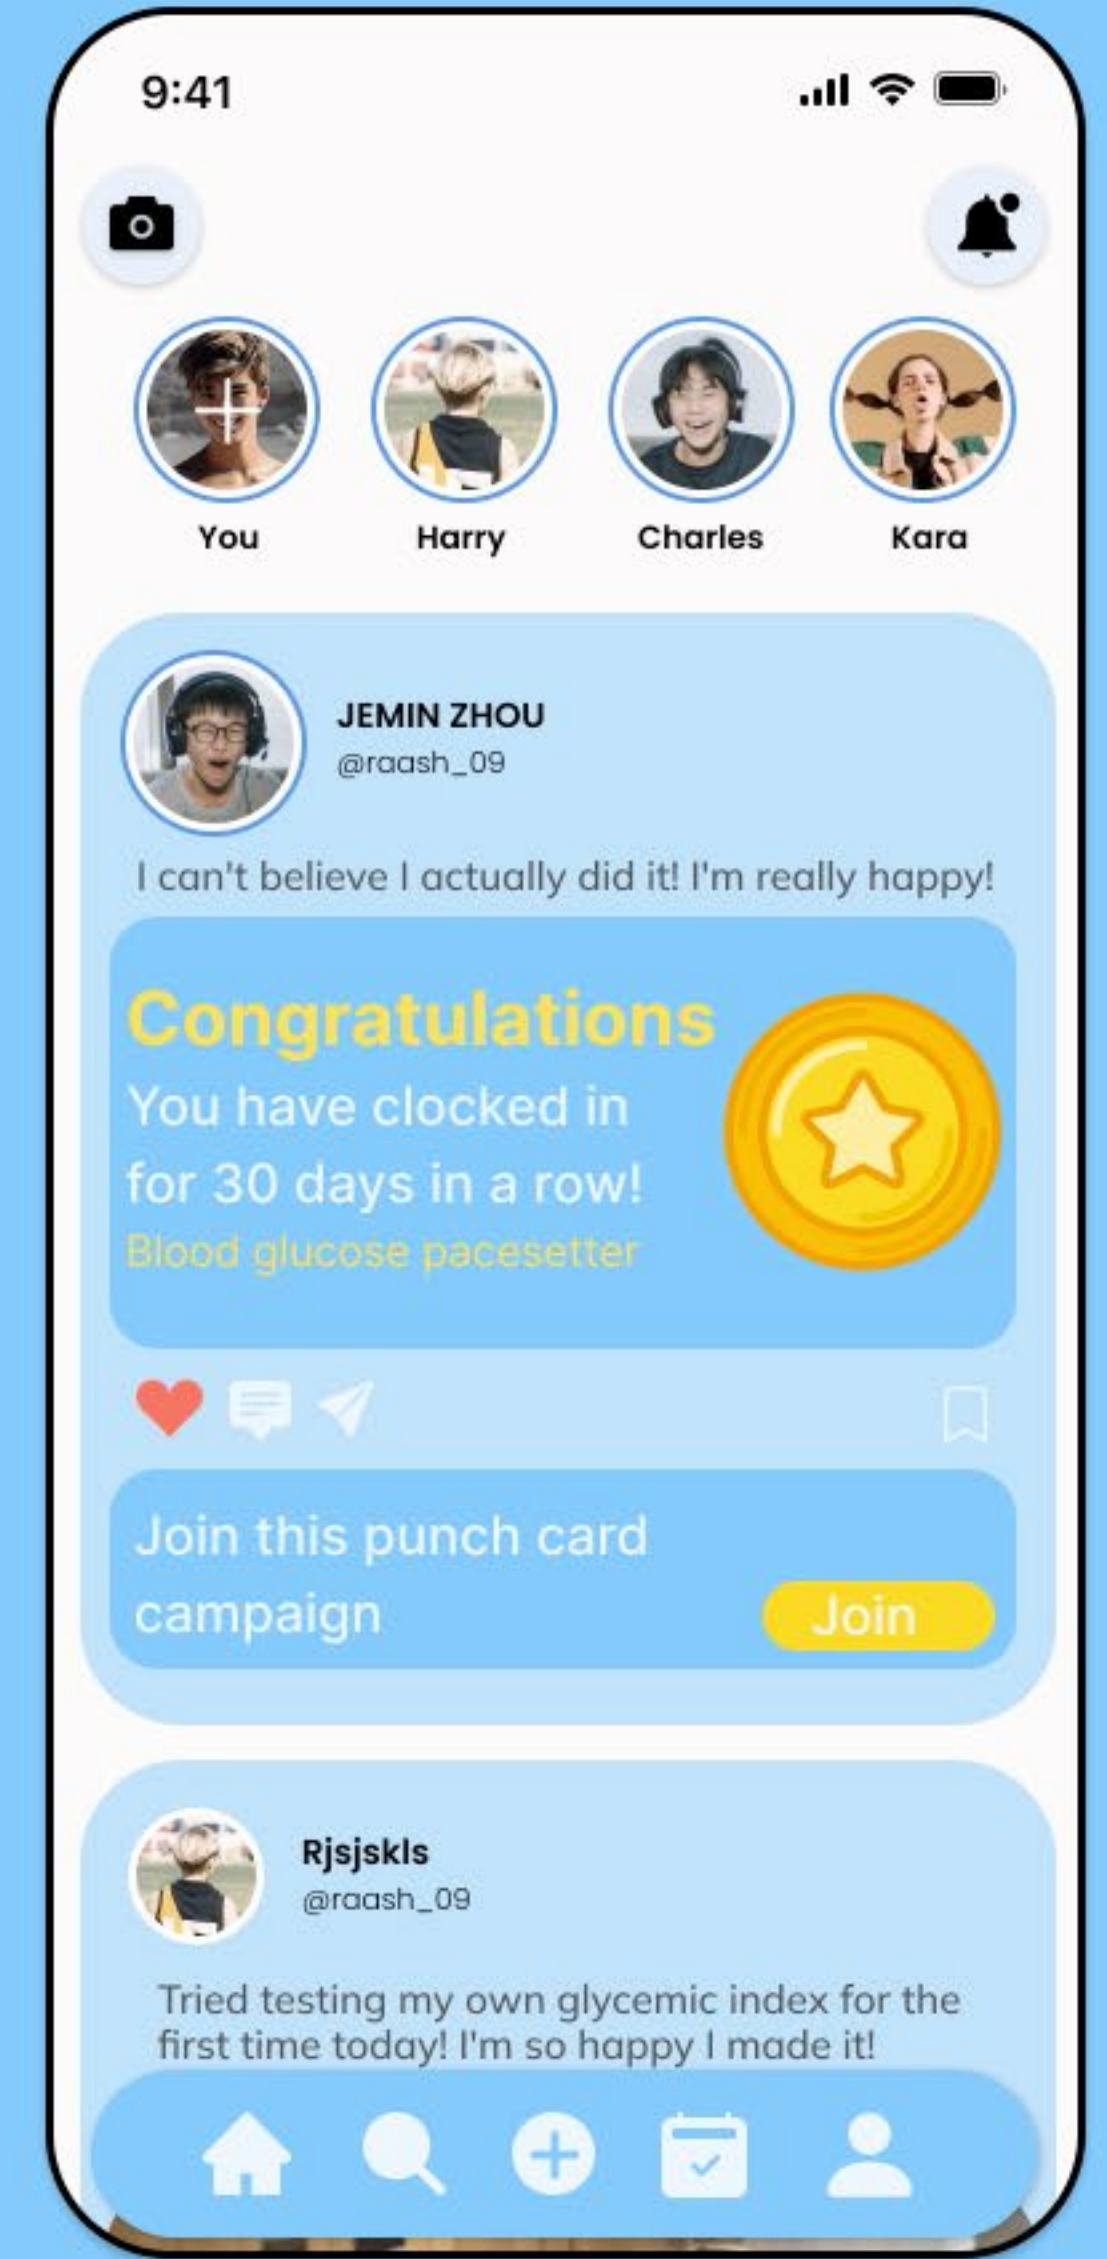 9:41
You
Harry
Charles
Kara
JEMIN ZHOU
@raash_09
I can't believe I actually did it! I'm really happy!
Congratulations
You have clocked in
for 30 days in a row!
Blood glucose pacesetter
Join this punch card
campaign
Join
Rjsjskls
@raash_09
Tried testing my own glycemic index for the
first time today! I'm so happy I made it!